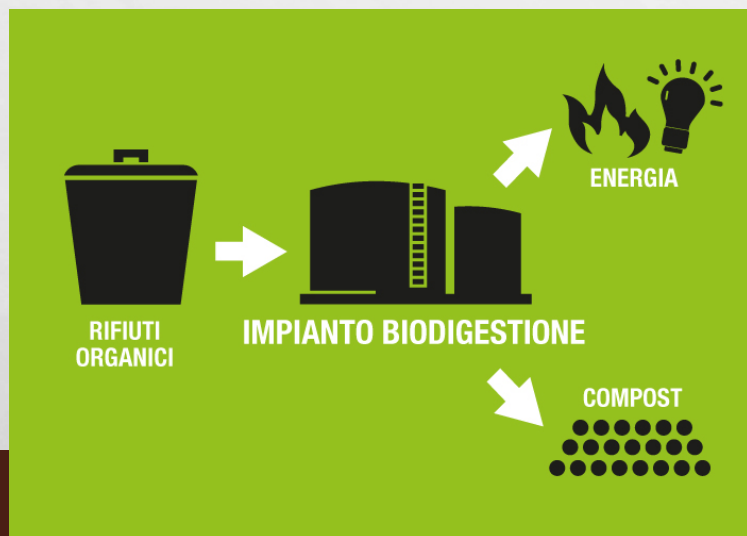 RIFIUTI
ORGANICI
IMPIANTO BIODIGESTIONE
ENERGIA
COMPOST